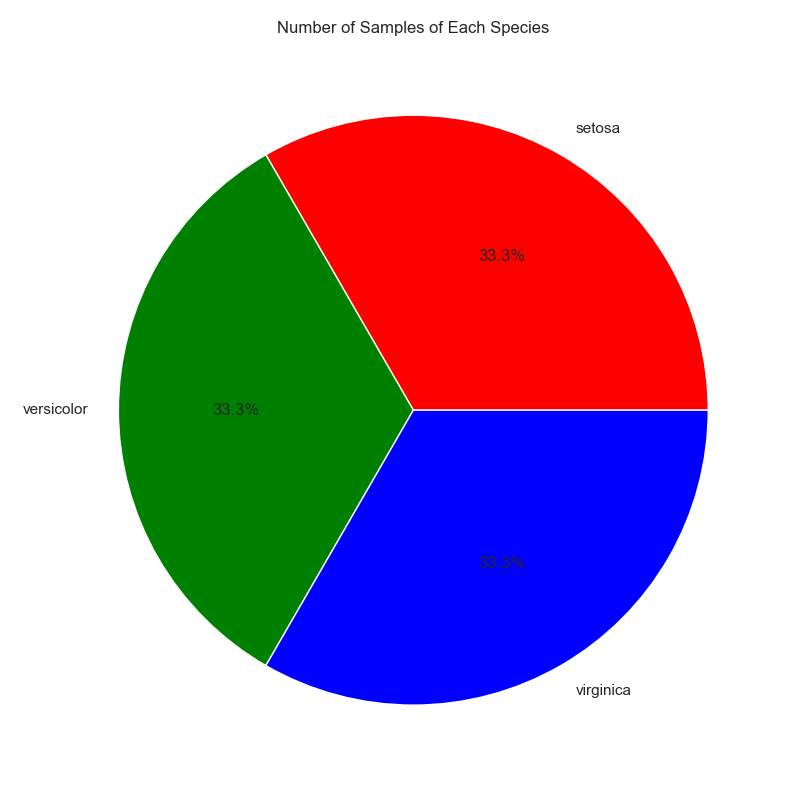 Number of Samples of Each Species
setosa
33.3%
versicolor
33.3%
33.3%
virginica